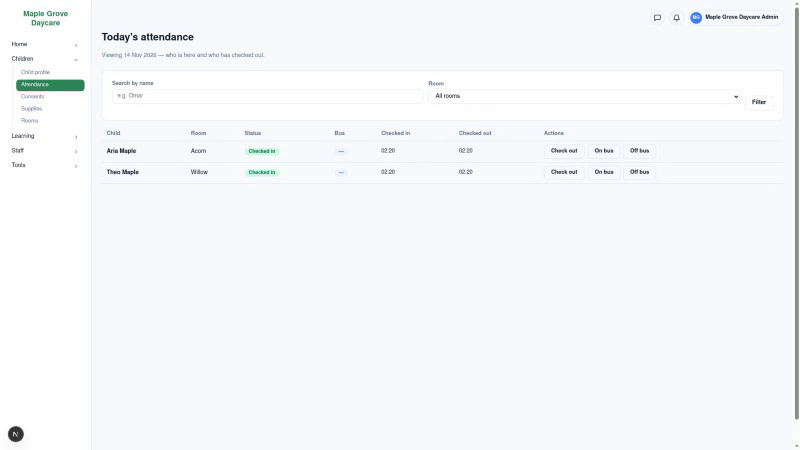 Maple Grove
Daycare
Maple Grove Daycare Admin
MG
Home
Children
Child profile
Attendance
Consents
Supplies
Rooms
Learning
Staff
Tools
Today's attendance
Viewing 14 Nov 2026 — who is here and who has checked out.
Search by name
e.g. Omar
Room
All rooms
Filter
Child Room Status Bus Checked in Checked out Actions
Aria Maple Acorn Checked in — 02:20 02:20 Check out On bus Off bus
Theo Maple Willow Checked in — 02:20 02:20 Check out On bus Off bus
N